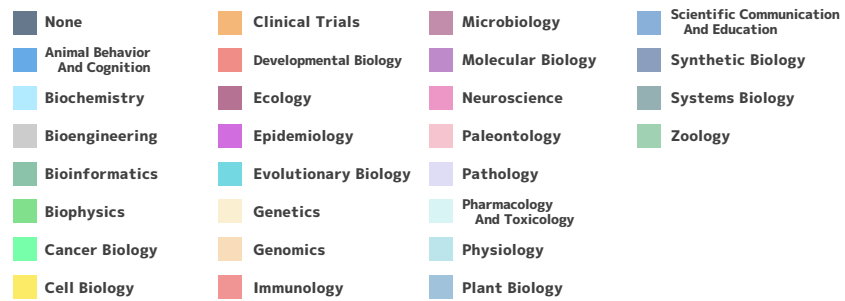 None
Animal Behavior
And Cognition
Biochemistry
Bioengineering
Bioinformatics
Biophysics
Cancer Biology
Cell Biology
Clinical Trials
Developmental Biology
Ecology
Epidemiology
Evolutionary Biology
Genetics
Genomics
Immunology
Microbiology
Molecular Biology
Neuroscience
Paleontology
Pathology
Pharmacology
And Toxicology
Physiology
Plant Biology
Scientific Communication
And Education
Synthetic Biology
Systems Biology
Zoology